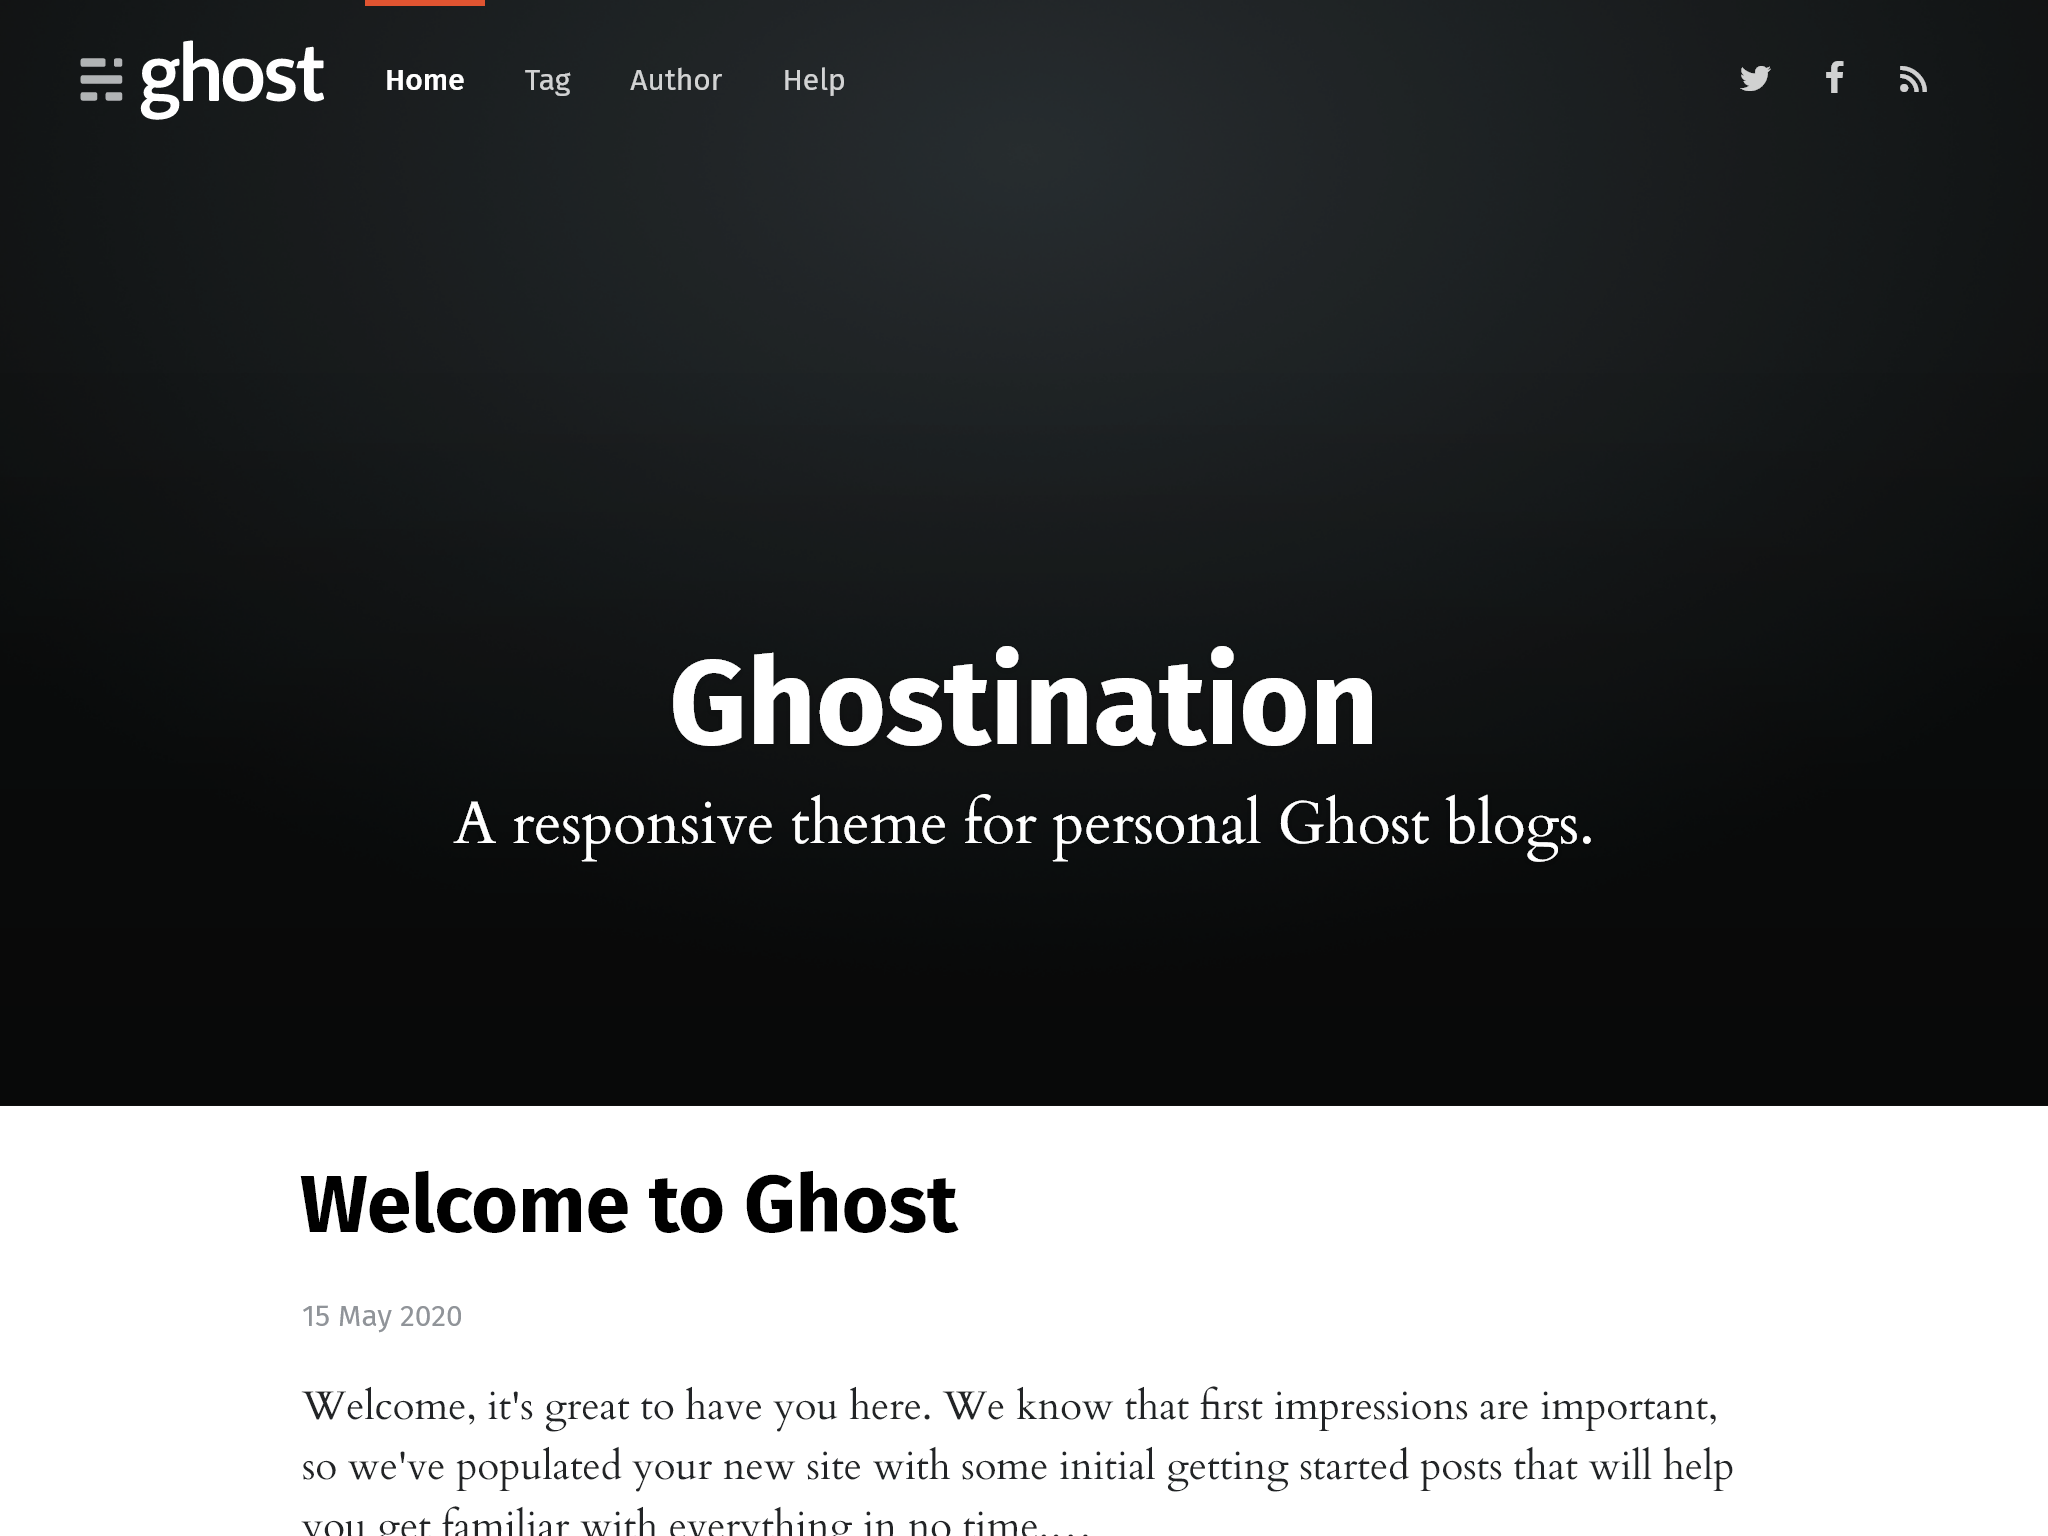 ghost
Home Tag Author Help
Ghostination
A responsive theme for personal Ghost blogs.
Welcome to Ghost
15 May 2020
Welcome, it's great to have you here. We know that first impressions are important,
so we've populated your new site with some initial getting started posts that will help
you get familiar with everything in no time.…